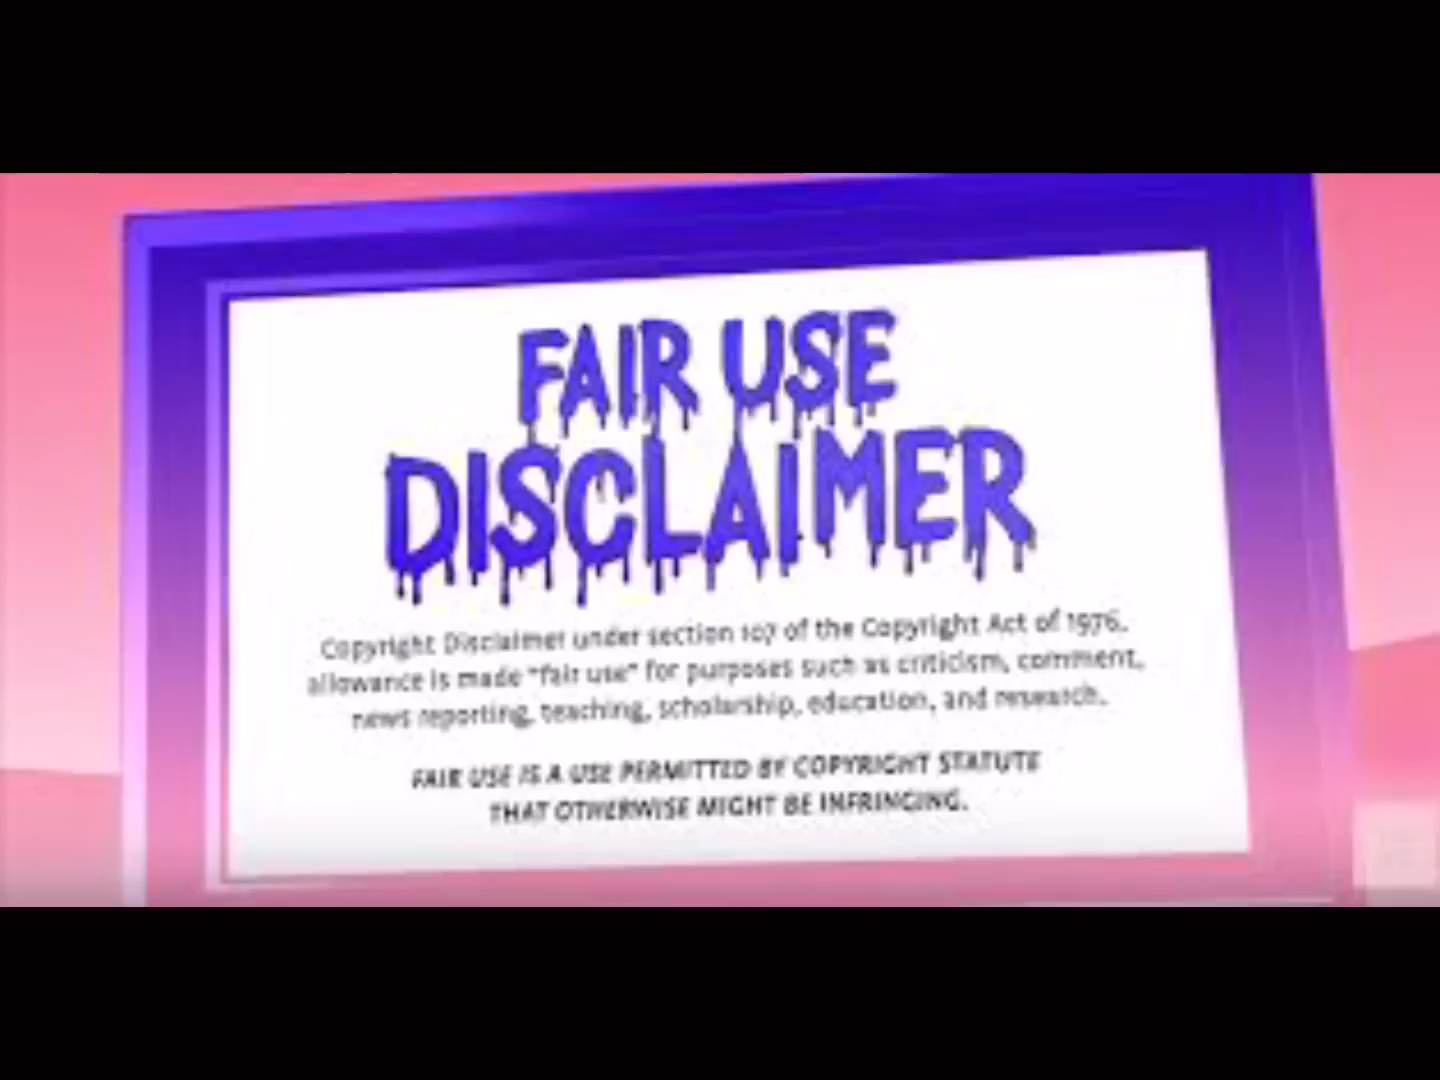 FAIR USE
DISCLAIMER
Copyright Disclaimer under section 107 of the Copyright Act of 1976,
allowance is made "fair use" for purposes such as criticism, comment,
news reporting, teaching, scholarship, education, and research.
FAIR USE IS A USE PERMITTED BY COPYRIGHT STATUTE
THAT OTHERWISE MIGHT BE INFRINGING.